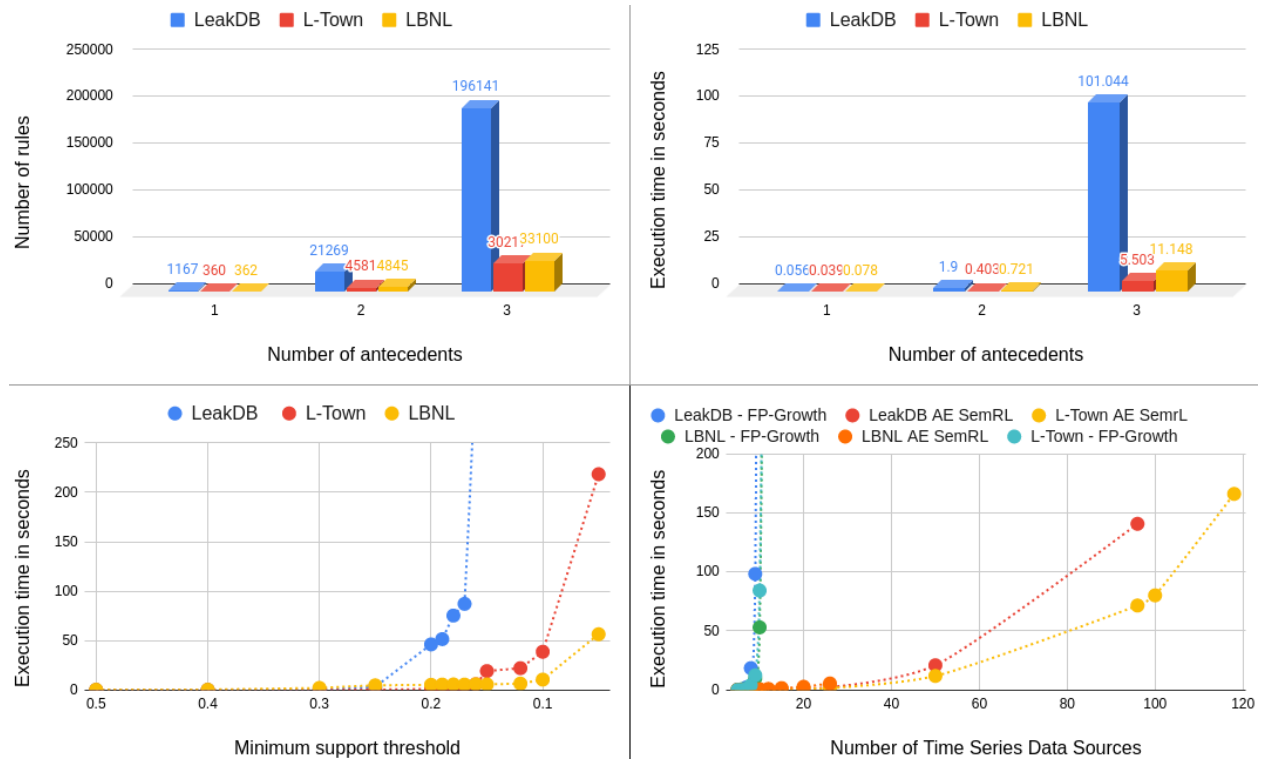 LeakDB L-Town LBNL
Number of rules
250000
200000
150000
100000
50000
0
196141
21269
33100
1167 360 362
4581 4845
1 2 3
Number of antecedents
LeakDB L-Town LBNL
Execution time in seconds
125
100
75
50
25
0
101.044
11.148
5.503
0.056 0.039 0.078
1.9 0.403 0.721
1 2 3
Number of antecedents
LeakDB L-Town LBNL
Execution time in seconds
250
200
150
100
50
0
0.5 0.4 0.3 0.2 0.1
Minimum support threshold
LeakDB - FP-Growth LeakDB AE SemRL L-Town AE SemrL
LBNL - FP-Growth LBNL AE SemRL L-Town - FP-Growth
Execution time in seconds
200
150
100
50
0
20 40 60 80 100 120
Number of Time Series Data Sources